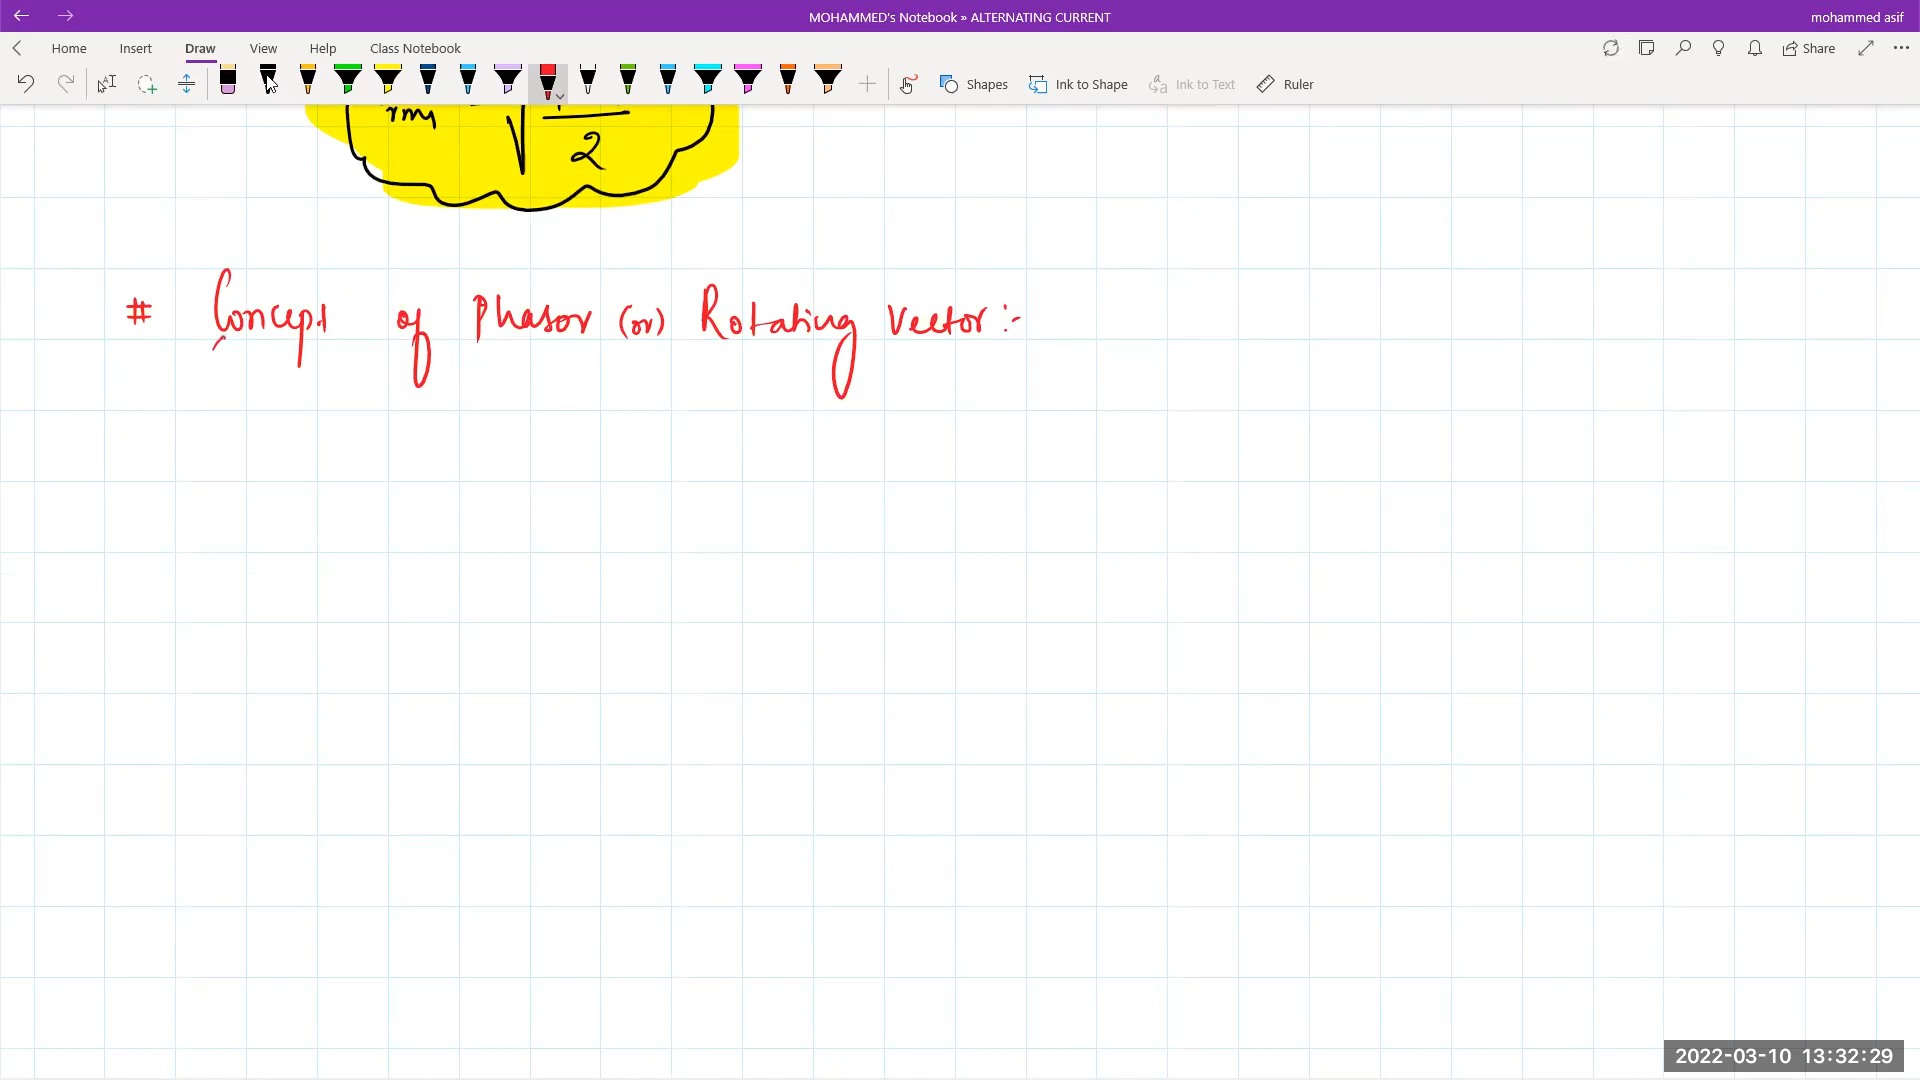 MOHAMMED's Notebook » ALTERNATING CURRENT
mohammed asif
Home Insert Draw View Help Class Notebook
Share
Shapes Ink to Shape Ink to Text Ruler
2
# Concept of Phasor (or) Rotating Vector :-
2022-03-10 13:32:29